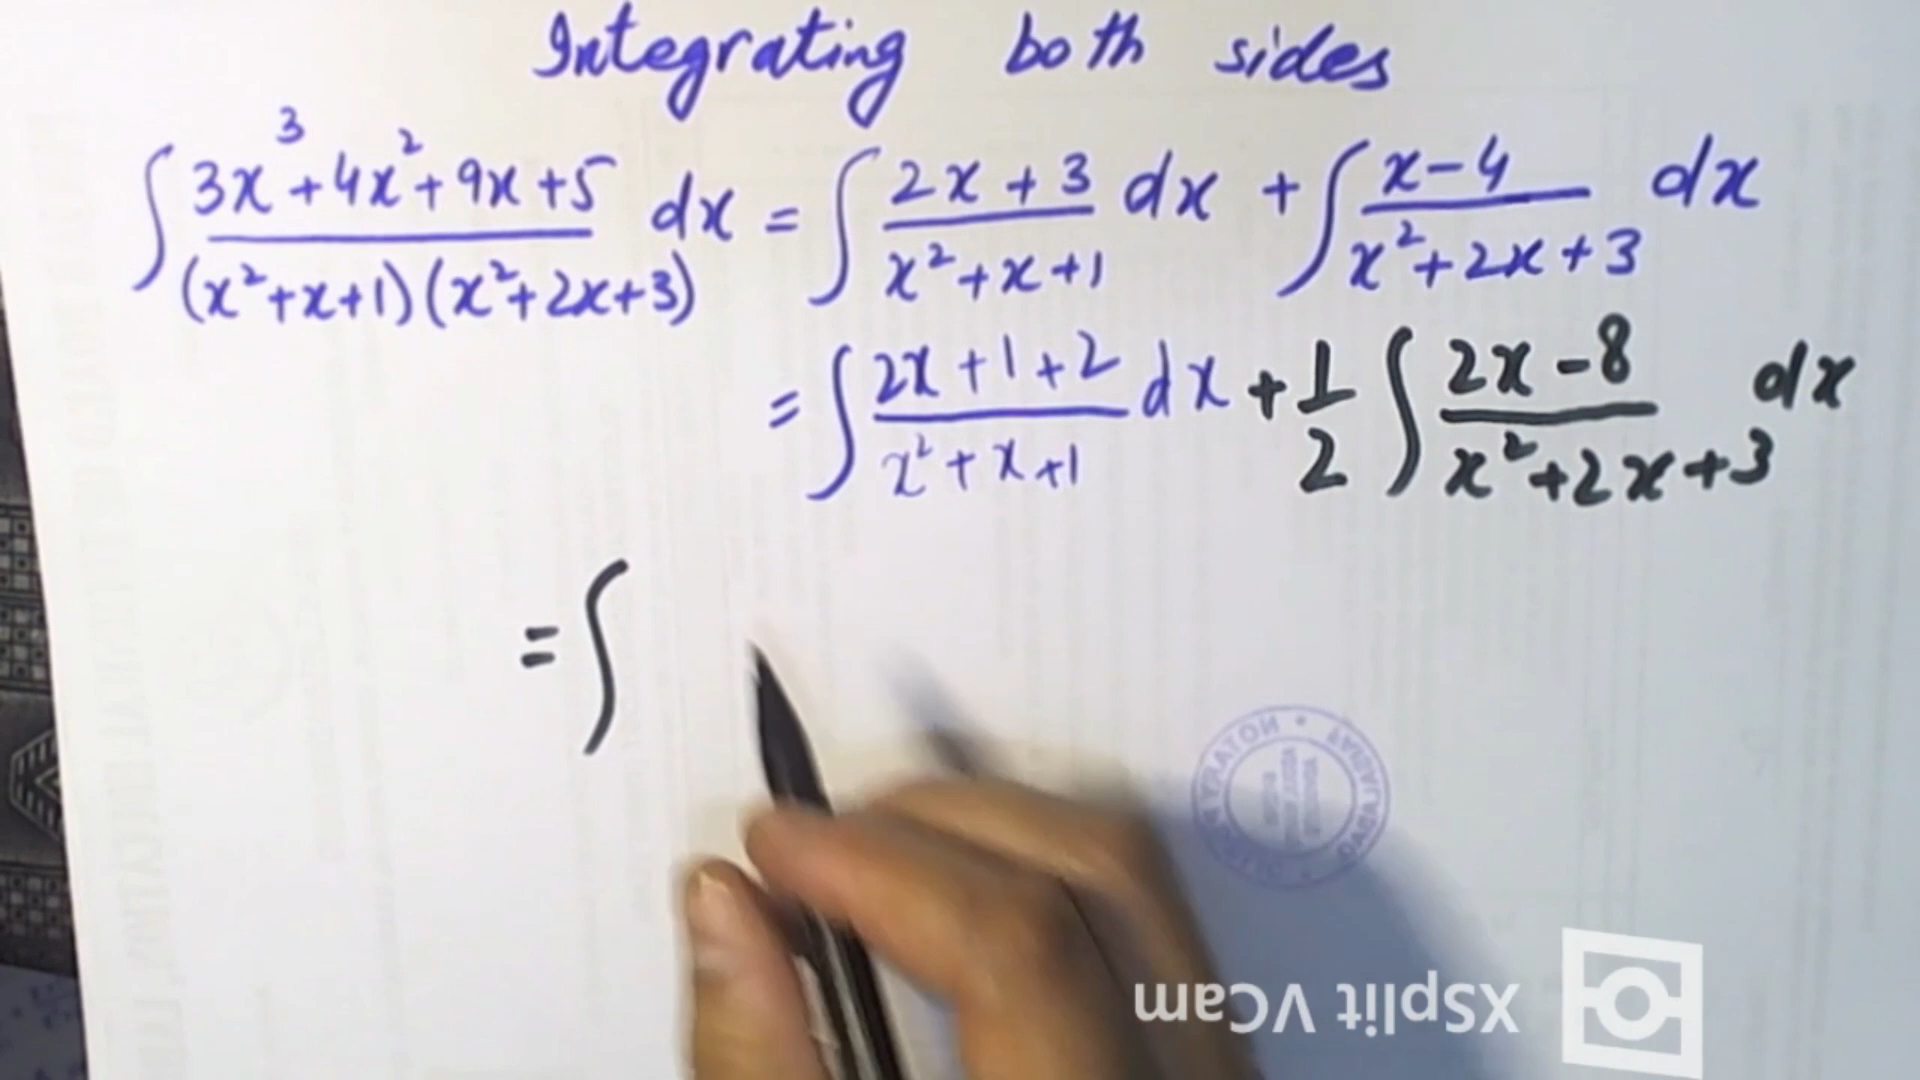 Integrating both sides
∫ 3x³+4x²+9x+5 / (x²+x+1)(x²+2x+3) dx = ∫ 2x+3 / x²+x+1 dx + ∫ x-4 / x²+2x+3 dx
= ∫ 2x+1+2 / x²+x+1 dx + 1/2 ∫ 2x-8 / x²+2x+3 dx
= ∫
XSplit VCam